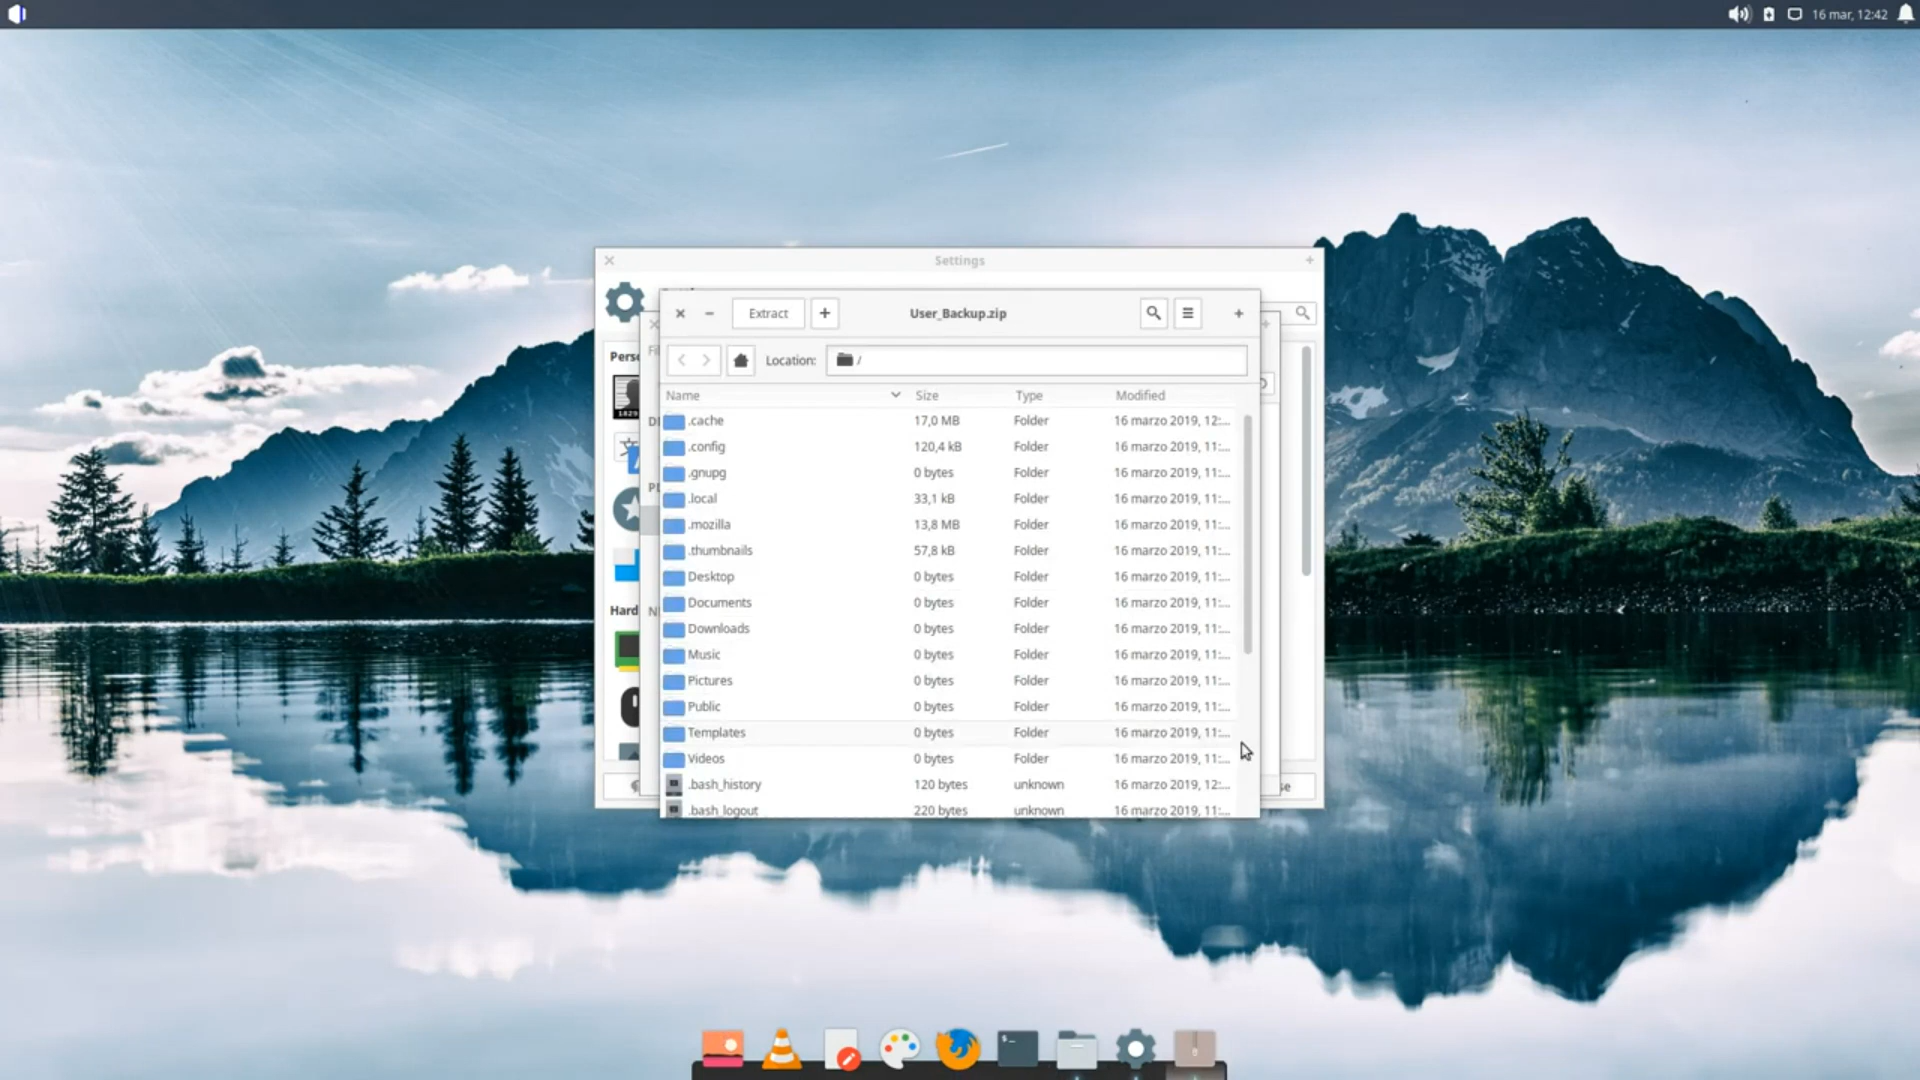 16 mar, 12:42
Settings
Extract
User_Backup.zip
Location:
/
Name Size Type Modified
Perso
.cache 17,0 MB Folder 16 marzo 2019, 12:...
.config 120,4 kB Folder 16 marzo 2019, 11:...
.gnupg 0 bytes Folder 16 marzo 2019, 11:...
.local 33,1 kB Folder 16 marzo 2019, 11:...
.mozilla 13,8 MB Folder 16 marzo 2019, 11:...
.thumbnails 57,8 kB Folder 16 marzo 2019, 11:...
Desktop 0 bytes Folder 16 marzo 2019, 11:...
Documents 0 bytes Folder 16 marzo 2019, 11:...
Hard
Downloads 0 bytes Folder 16 marzo 2019, 11:...
Music 0 bytes Folder 16 marzo 2019, 11:...
Pictures 0 bytes Folder 16 marzo 2019, 11:...
Public 0 bytes Folder 16 marzo 2019, 11:...
Templates 0 bytes Folder 16 marzo 2019, 11:...
Videos 0 bytes Folder 16 marzo 2019, 11:...
.bash_history 120 bytes unknown 16 marzo 2019, 12:...
.bash_logout 220 bytes unknown 16 marzo 2019, 11:...